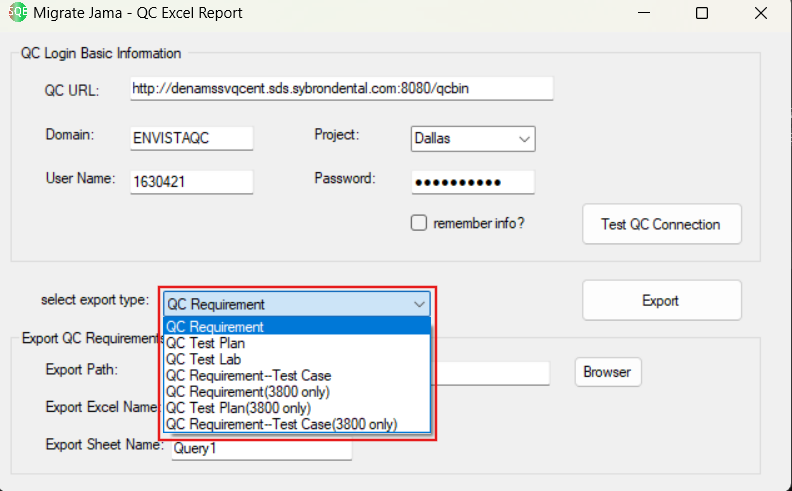 SQE Migrate Jama - QC Excel Report
QC Login Basic Information
QC URL: http://denamssvqcent.sds.sybrondental.com:8080/qcbin
Domain: ENVISTAQC Project: Dallas
User Name: 1630421 Password: ●●●●●●●●●●
remember info? Test QC Connection
select export type: QC Requirement Export
QC Requirement
Export QC Requirements QC Test Plan
QC Test Lab
Export Path: QC Requirement--Test Case Browser
QC Requirement(3800 only)
Export Excel Name: QC Test Plan(3800 only)
QC Requirement--Test Case(3800 only)
Export Sheet Name: Query1